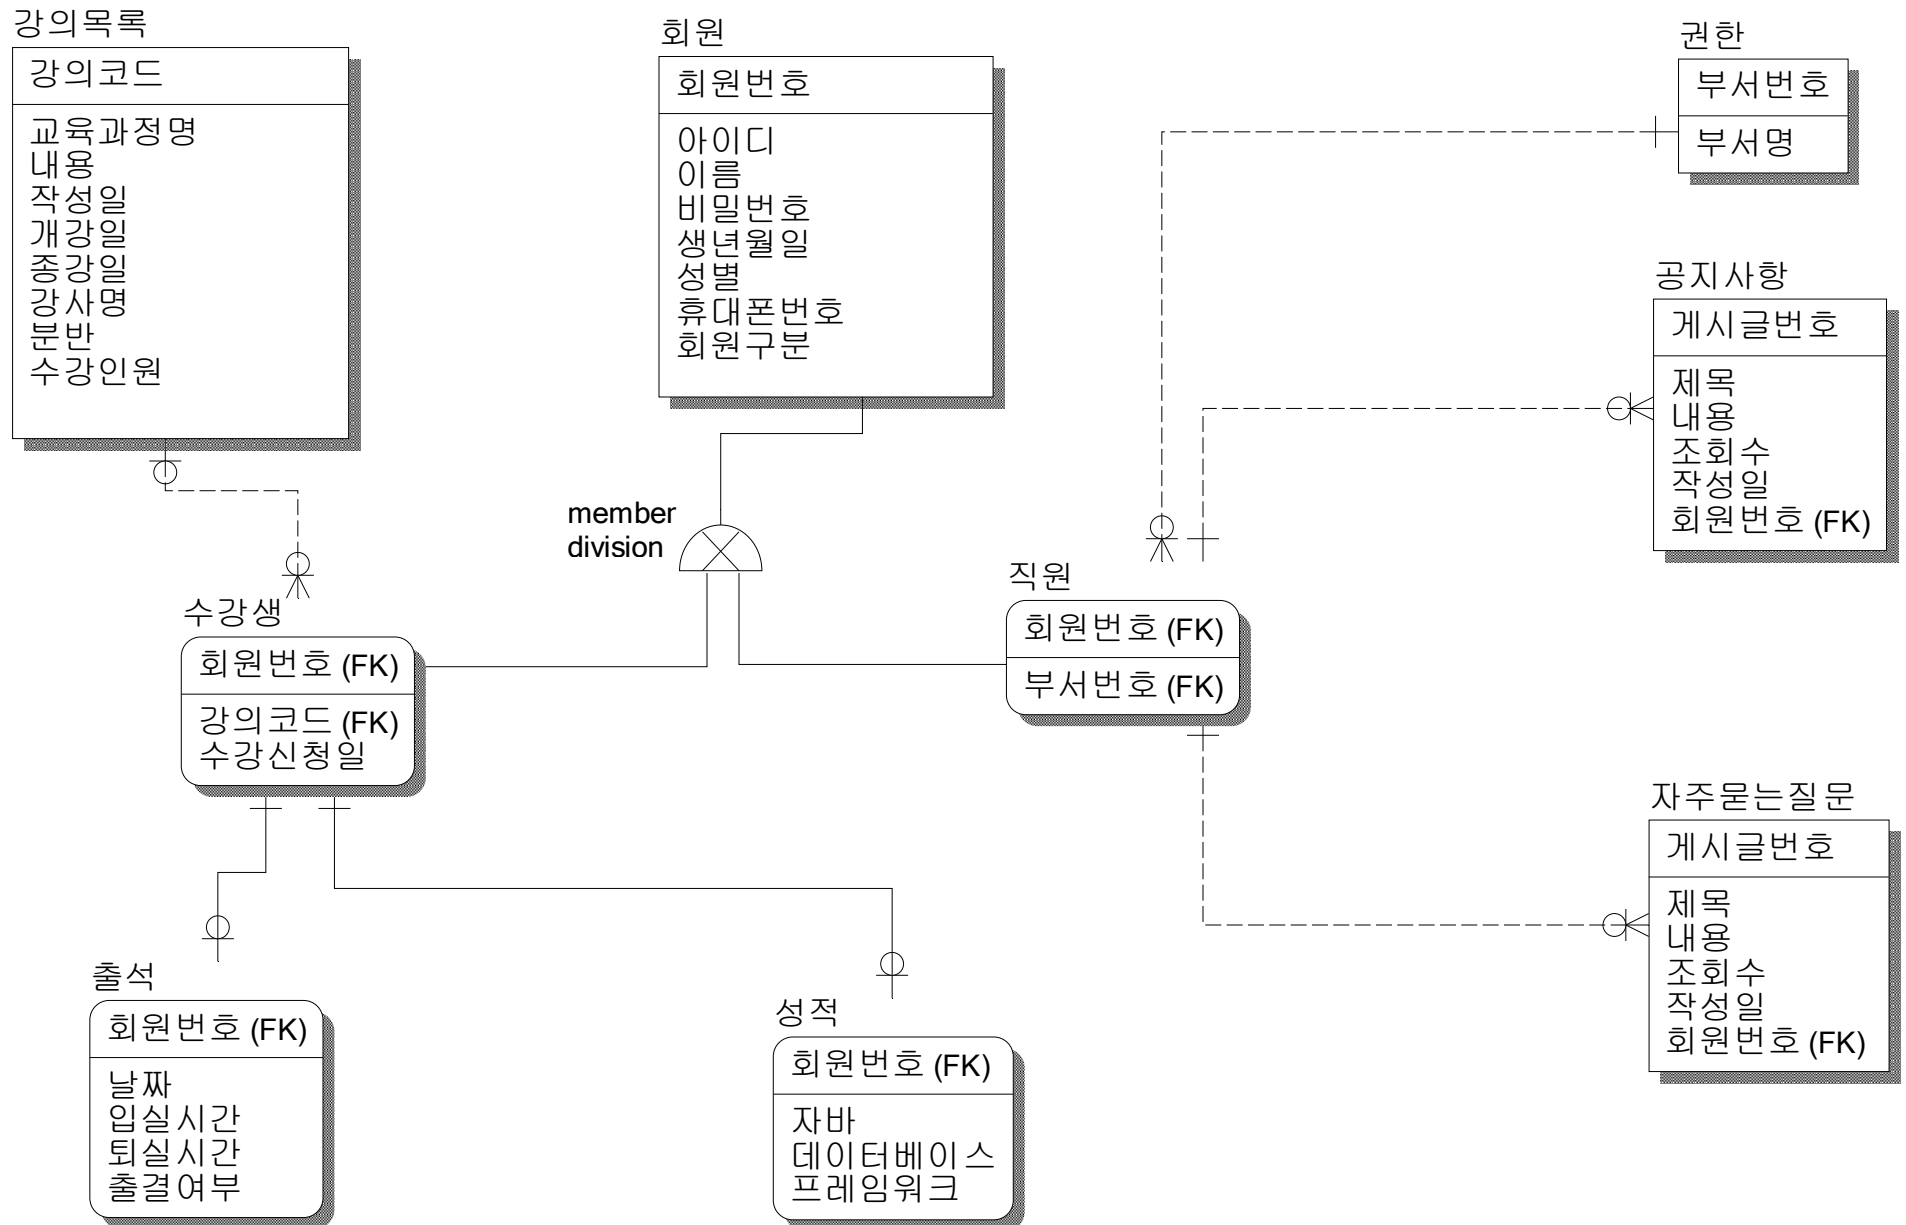 강의목록
강의코드
교육과정명
내용
작성일
개강일
종강일
강사명
분반
수강인원
회원
회원번호
아이디
이름
비밀번호
생년월일
성별
휴대폰번호
회원구분
권한
부서번호
부서명
공지사항
게시글번호
제목
내용
조회수
작성일
회원번호 (FK)
member
division
수강생
회원번호 (FK)
강의코드 (FK)
수강신청일
직원
회원번호 (FK)
부서번호 (FK)
자주묻는질문
게시글번호
제목
내용
조회수
작성일
회원번호 (FK)
출석
회원번호 (FK)
날짜
입실시간
퇴실시간
출결여부
성적
회원번호 (FK)
자바
데이터베이스
프레임워크